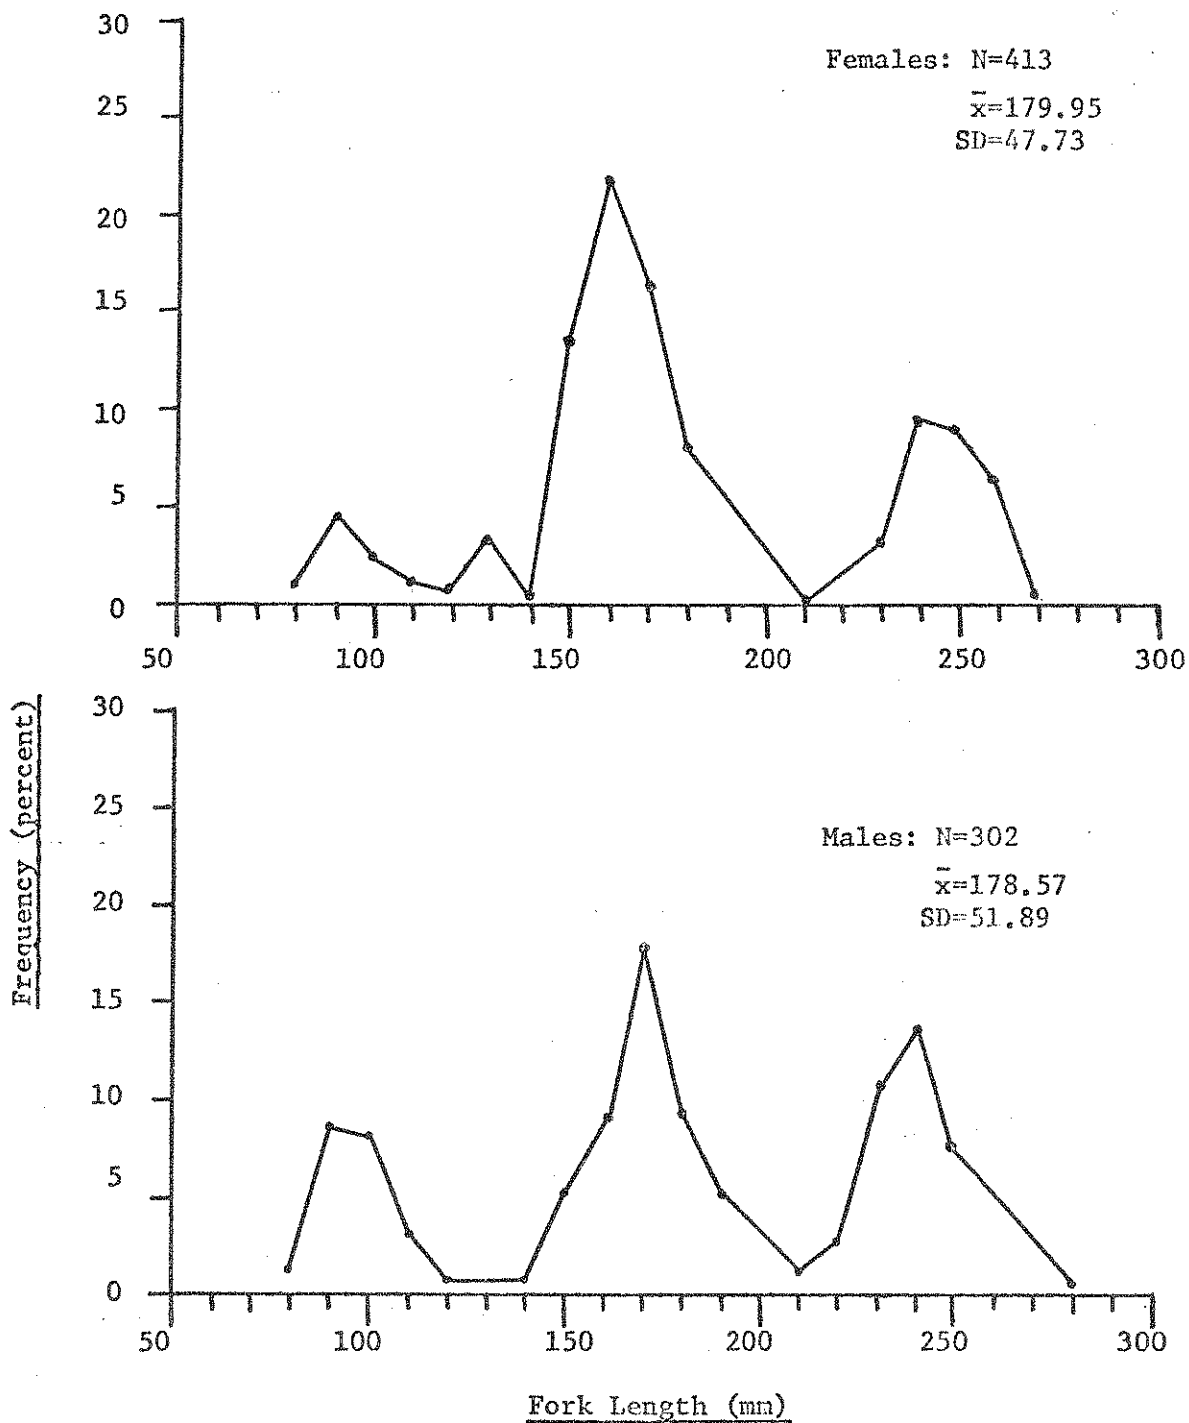 30
Females: N=413
25
x̄=179.95
SD=47.73
20
15
10
5
0
50 100 150 200 250 300
Frequency (percent)
30
25
Males: N=302
x̄=178.57
20
SD=51.89
15
10
5
0
50 100 150 200 250 300
Fork Length (mm)